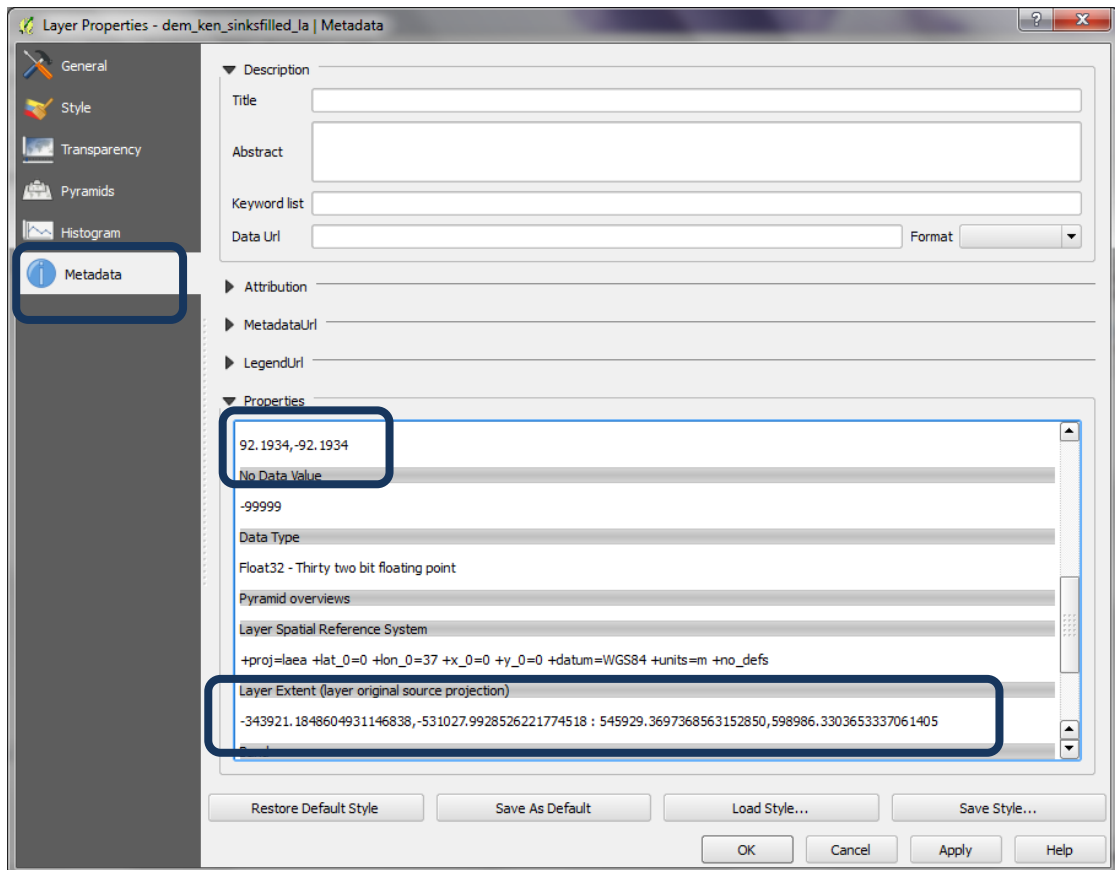 Layer Properties - dem_ken_sinksfilled_la | Metadata
?
General
Style
Transparency
Pyramids
Histogram
Metadata
Description
Title
Abstract
Keyword list
Data Url
Format
Attribution
MetadataUrl
LegendUrl
Properties
92.1934,-92.1934
No Data Value
-99999
Data Type
Float32 - Thirty two bit floating point
Pyramid overviews
Layer Spatial Reference System
+proj=laea +lat_0=0 +lon_0=37 +x_0=0 +y_0=0 +datum=WGS84 +units=m +no_defs
Layer Extent (layer original source projection)
-343921.1848604931146838,-531027.9928526221774518 : 545929.3697368563152850,598986.3303653337061405
Restore Default Style
Save As Default
Load Style...
Save Style...
OK
Cancel
Apply
Help